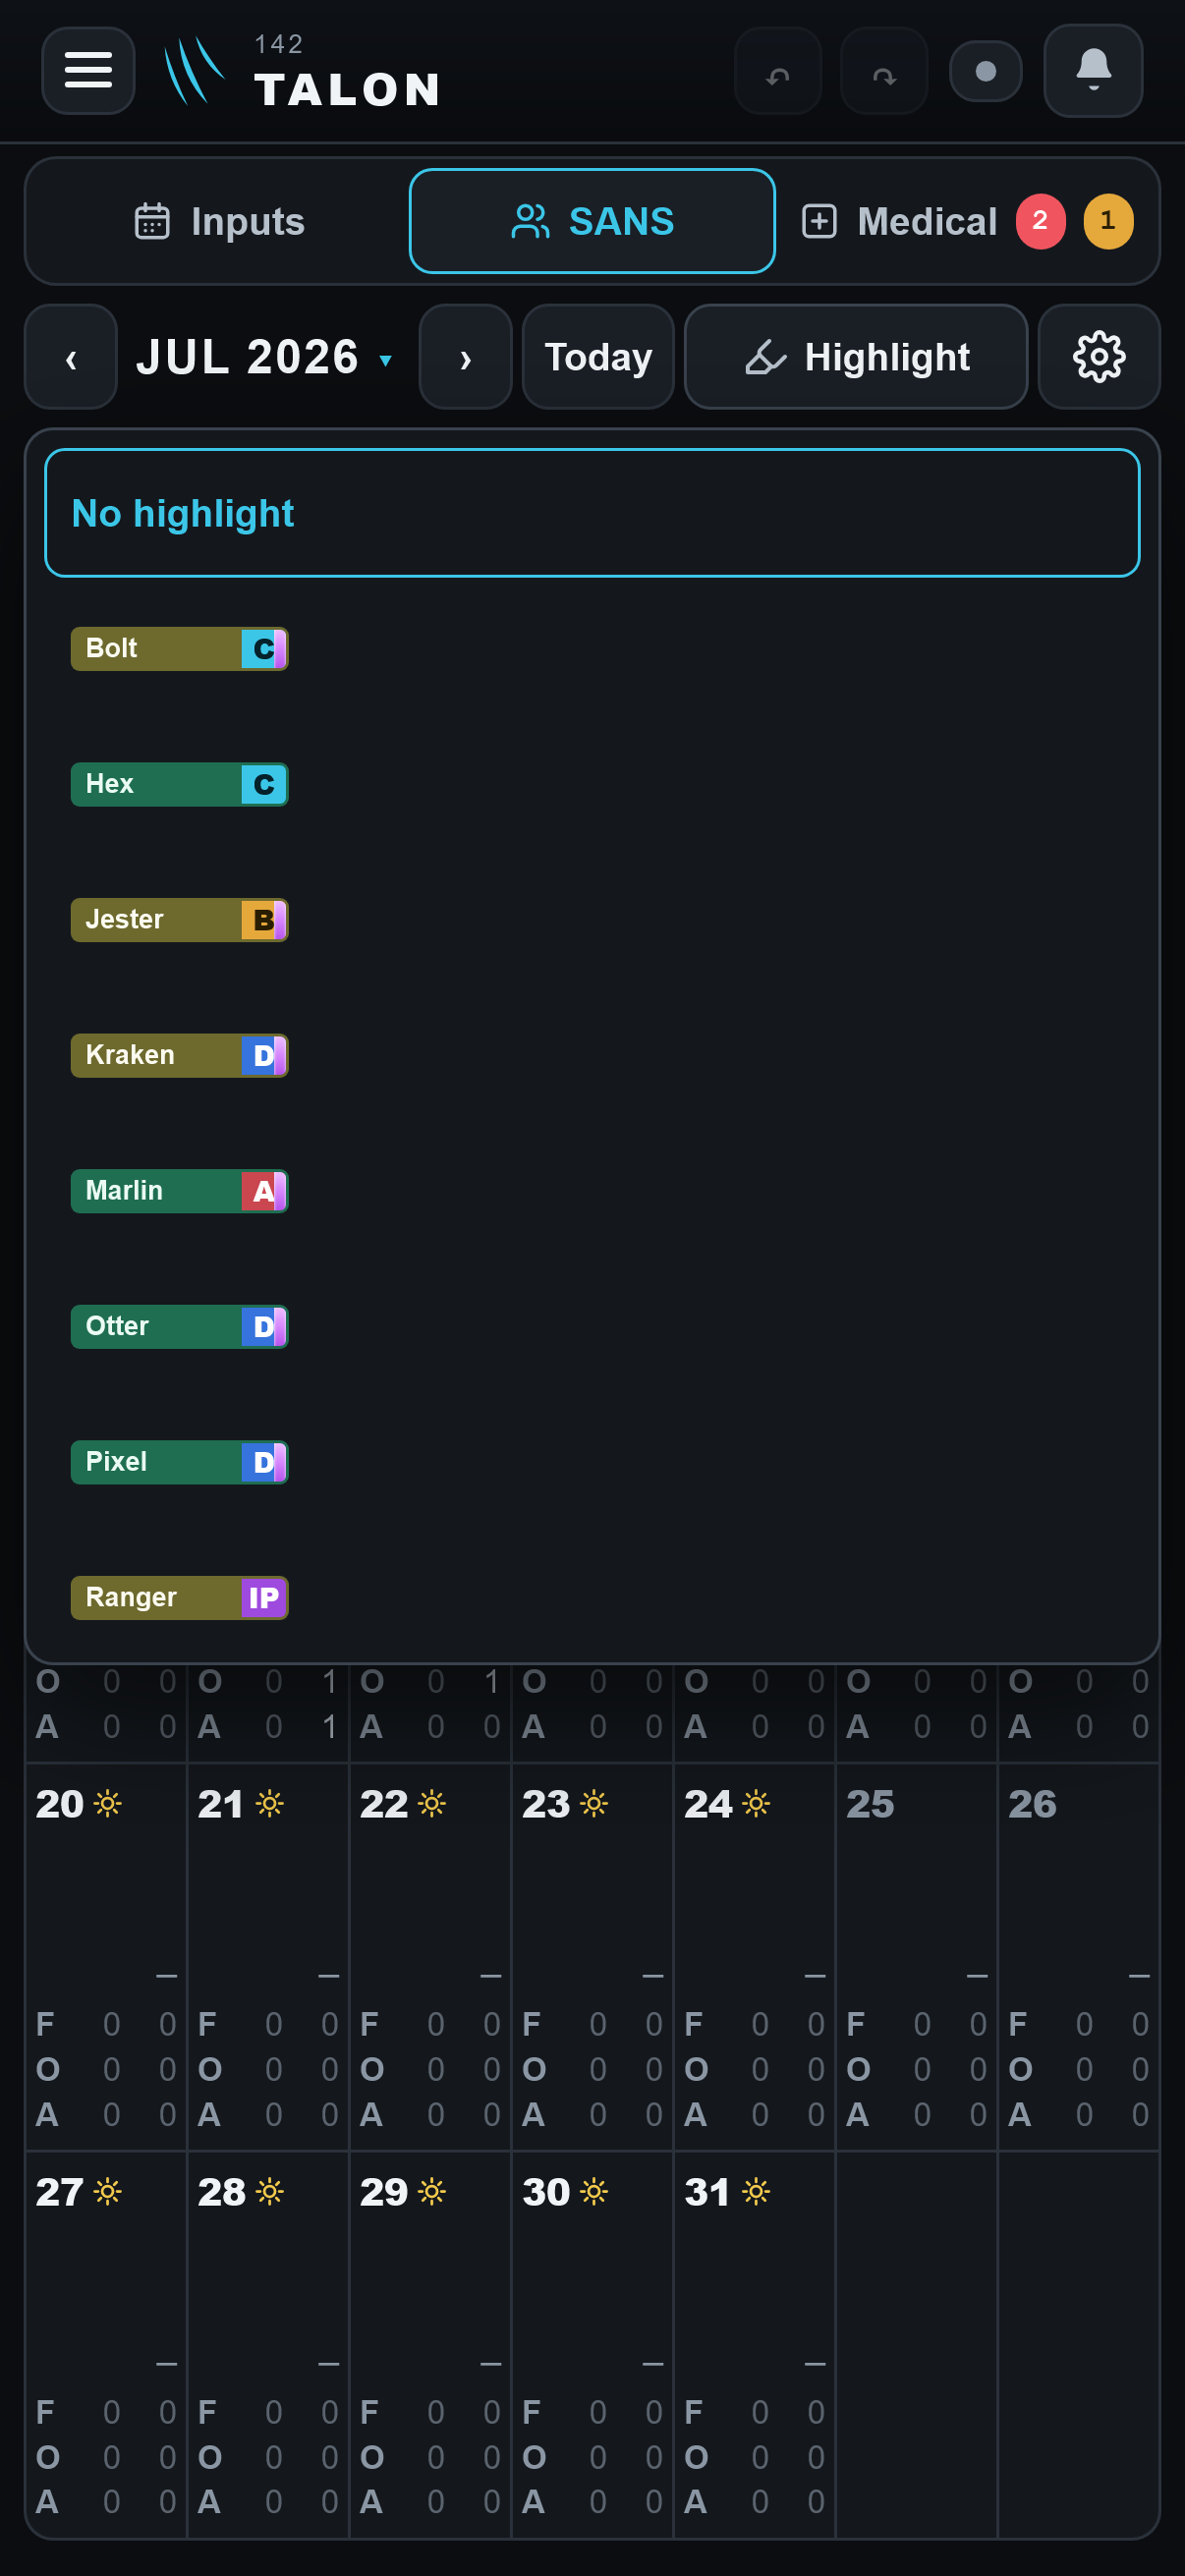 142
TALON
Inputs
SANS
Medical 2 1
‹ JUL 2026 ▾ › Today Highlight
No highlight
Bolt C
Hex C
Jester B
Kraken D
Marlin A
Otter D
Pixel D
Ranger IP
O 0 0 O 0 1 O 0 1 O 0 0 O 0 0 O 0 0 O 0 0
A 0 0 A 0 1 A 0 0 A 0 0 A 0 0 A 0 0 A 0 0
20 21 22 23 24 25 26
– – – – – – –
F 0 0 F 0 0 F 0 0 F 0 0 F 0 0 F 0 0 F 0 0
O 0 0 O 0 0 O 0 0 O 0 0 O 0 0 O 0 0 O 0 0
A 0 0 A 0 0 A 0 0 A 0 0 A 0 0 A 0 0 A 0 0
27 28 29 30 31
– – – – –
F 0 0 F 0 0 F 0 0 F 0 0 F 0 0
O 0 0 O 0 0 O 0 0 O 0 0 O 0 0
A 0 0 A 0 0 A 0 0 A 0 0 A 0 0